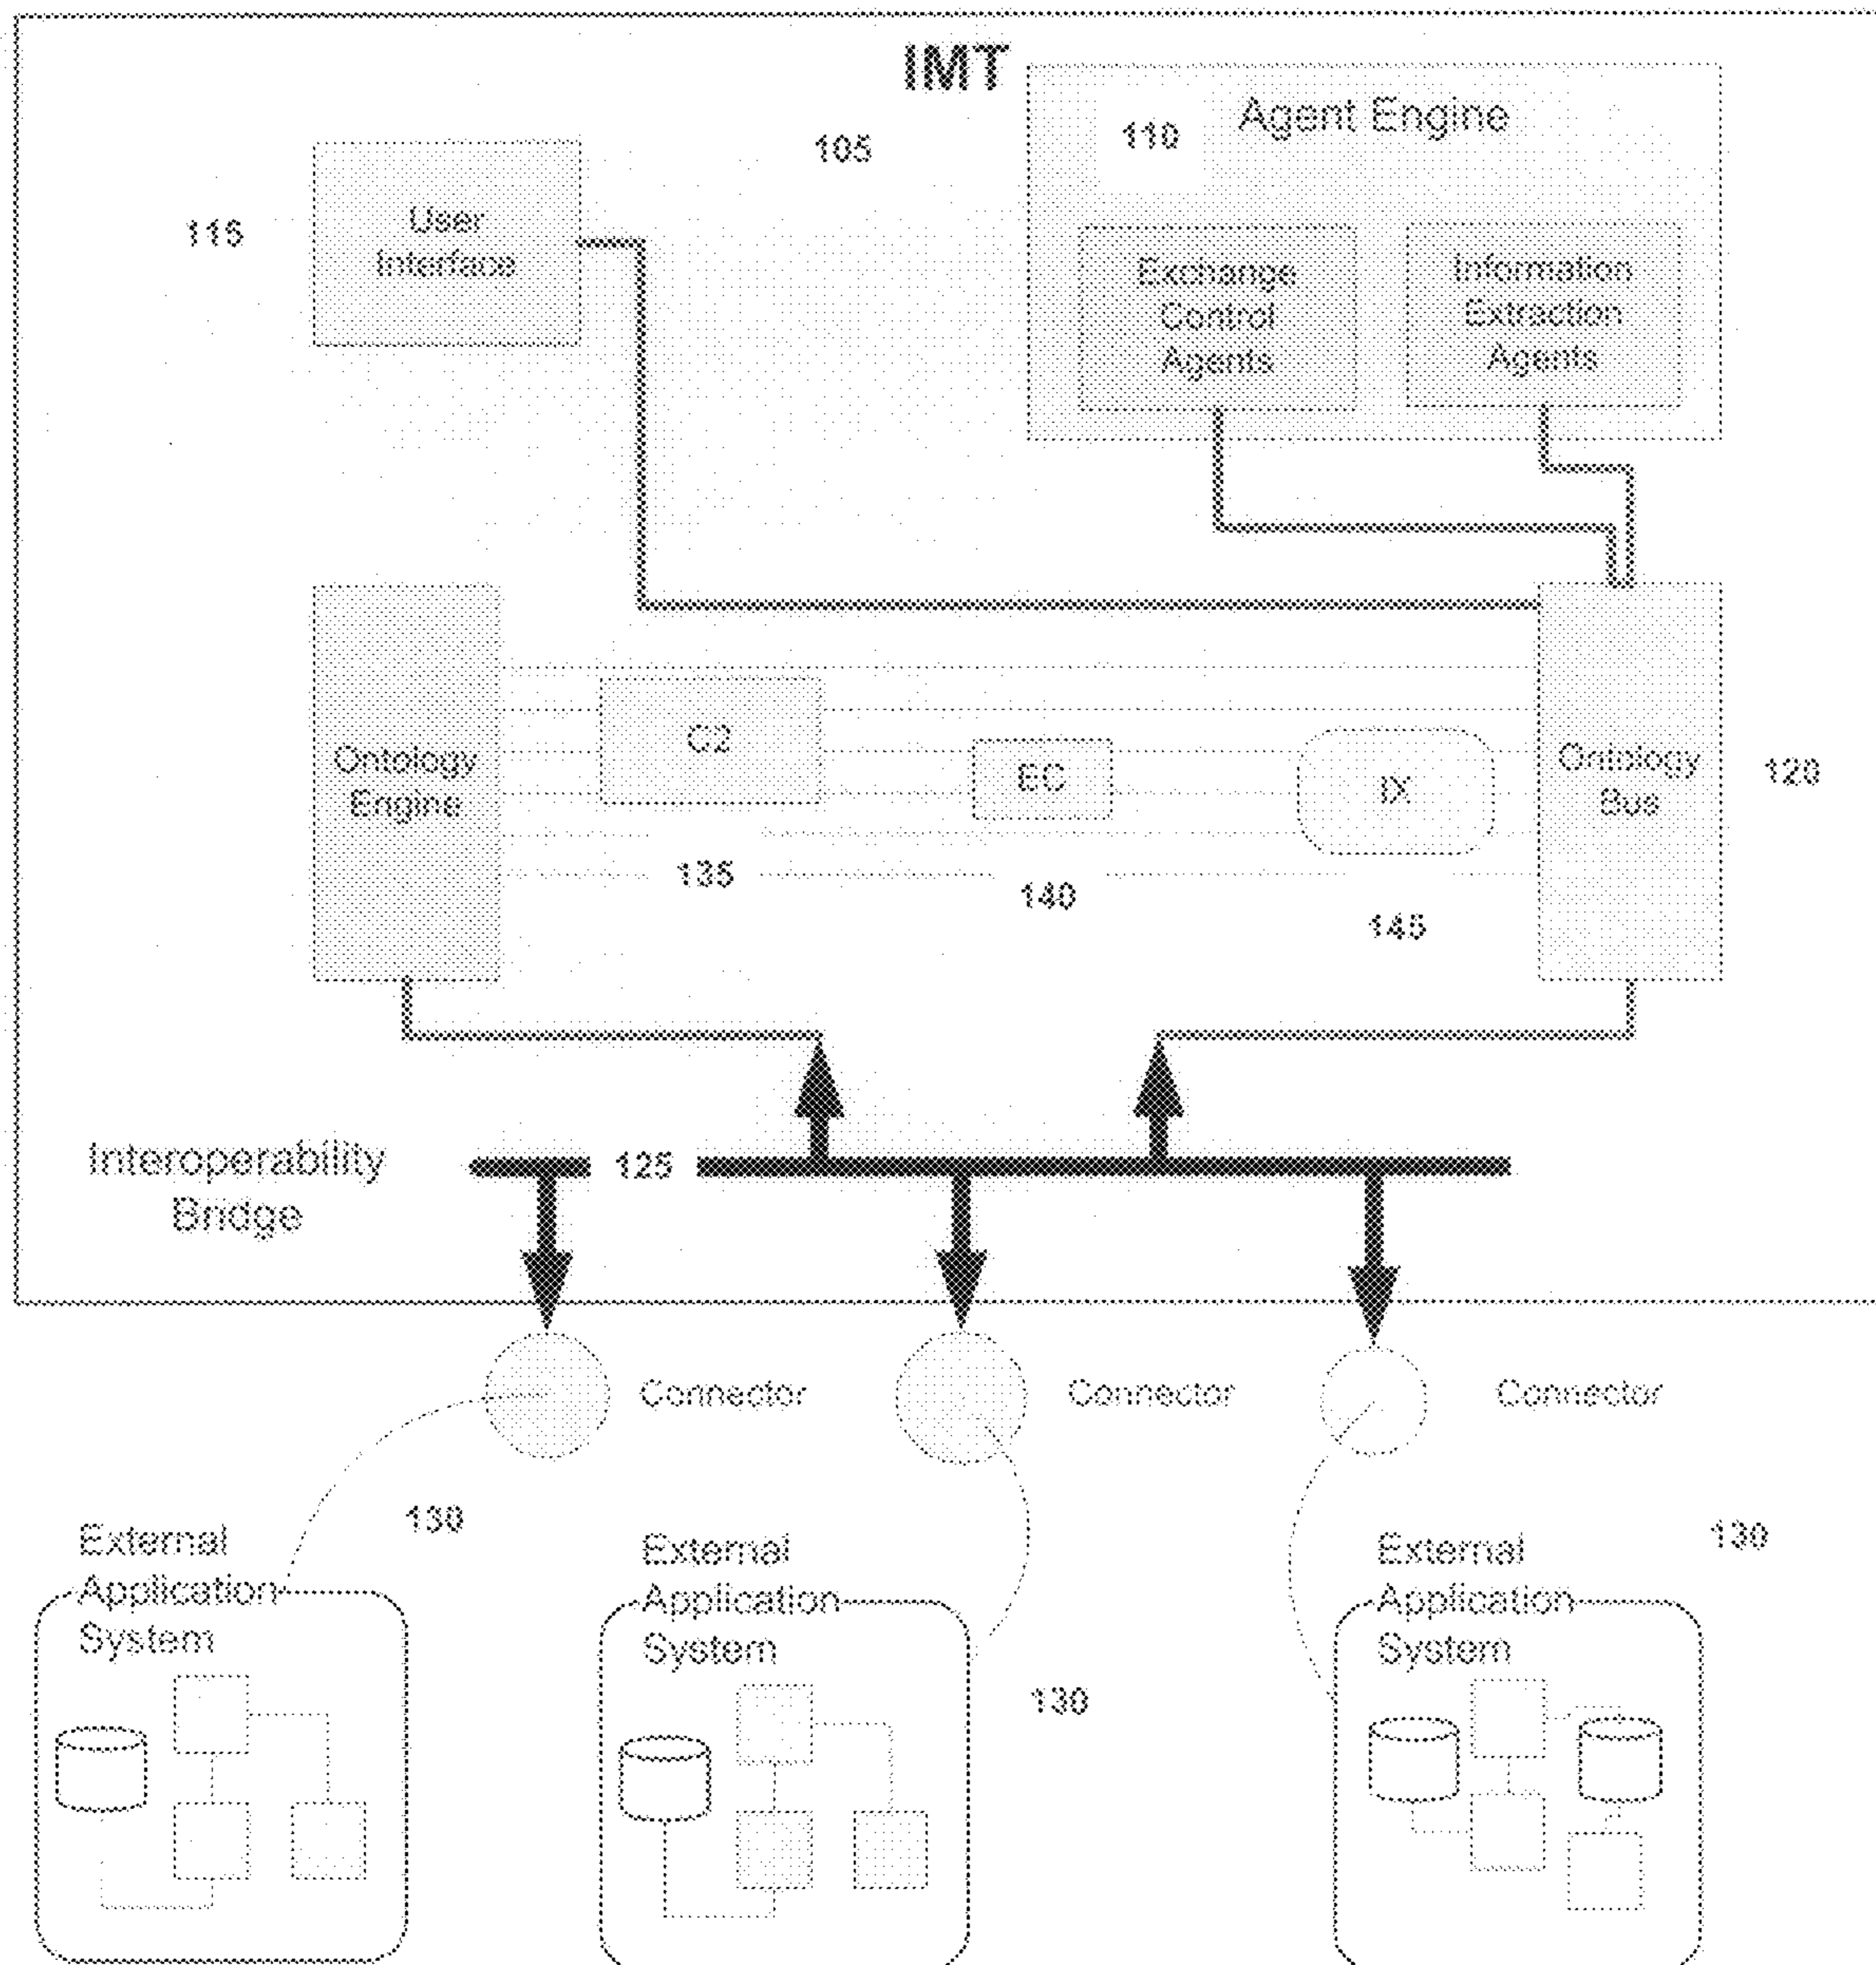 IMT
105
110
Agent Engine
115
User
Interface
Exchange
Control
Agents
Information
Extraction
Agents
Ontology
Engine
C2
EC
IX
Ontology
Bus
120
135
140
145
Interoperability
Bridge
125
Connector
Connector
Connector
130
External
Application
System
External
Application
System
130
External
Application
System
130